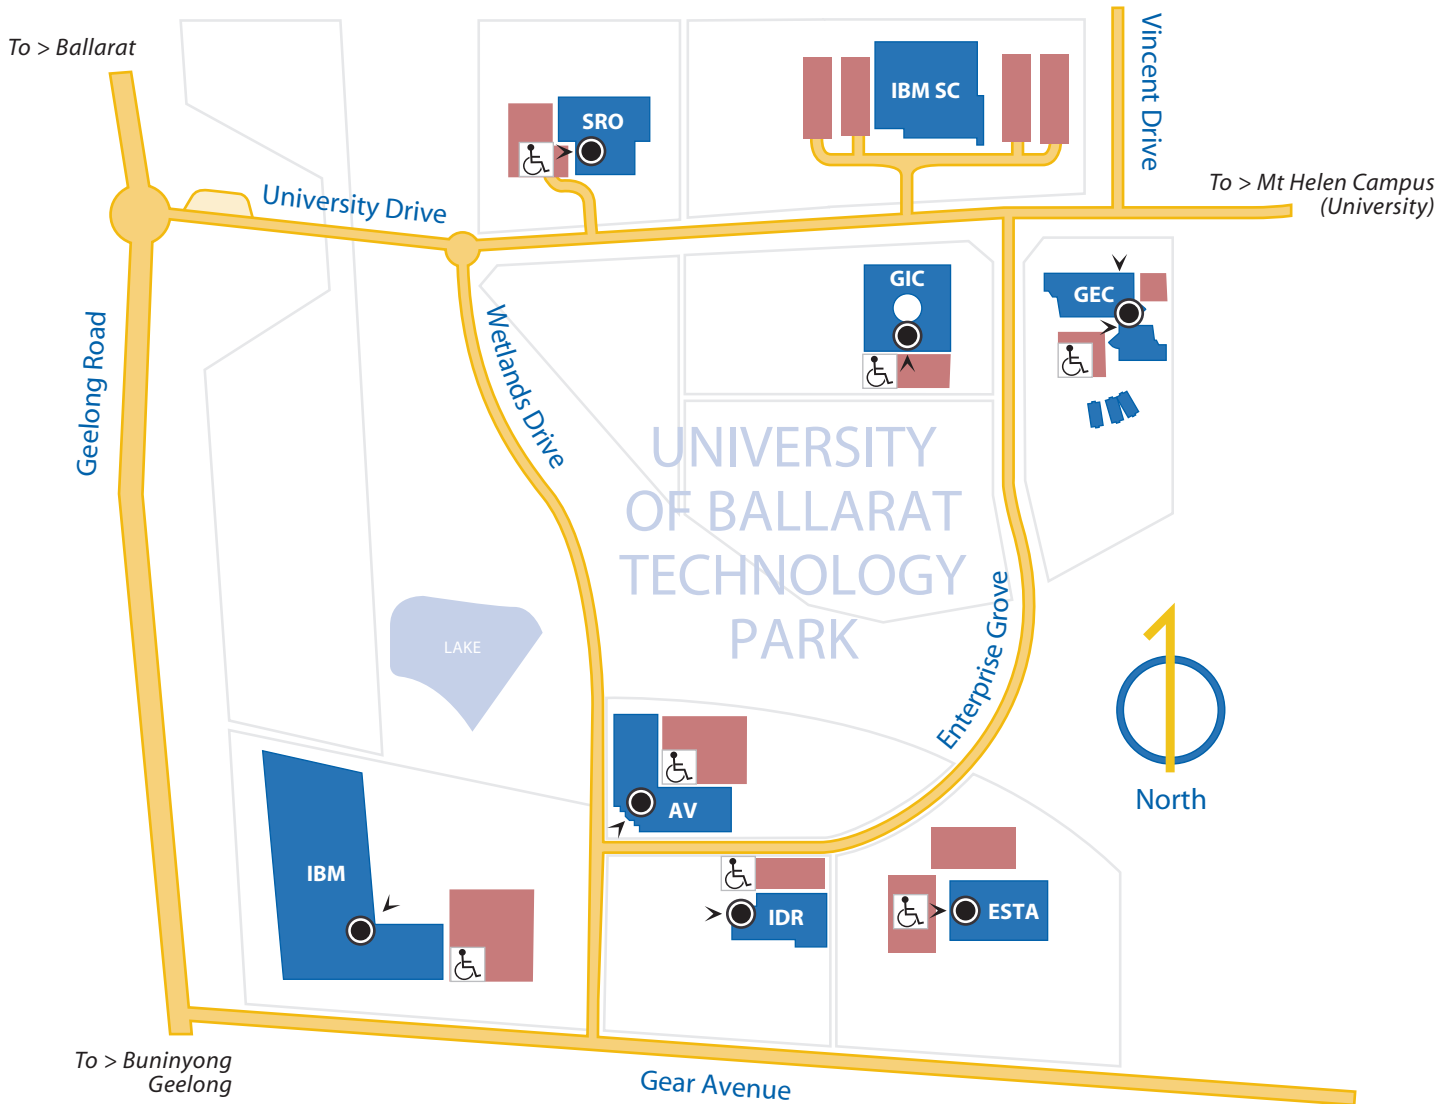 To > Ballarat
Vincent Drive
SRO
IBM SC
To > Mt Helen Campus
(University)
University Drive
GIC
GEC
Geelong Road
Wetlands Drive
UNIVERSITY
OF BALLARAT
TECHNOLOGY
PARK
LAKE
Enterprise Grove
North
AV
IBM
IDR
ESTA
To > Buninyong
Geelong
Gear Avenue